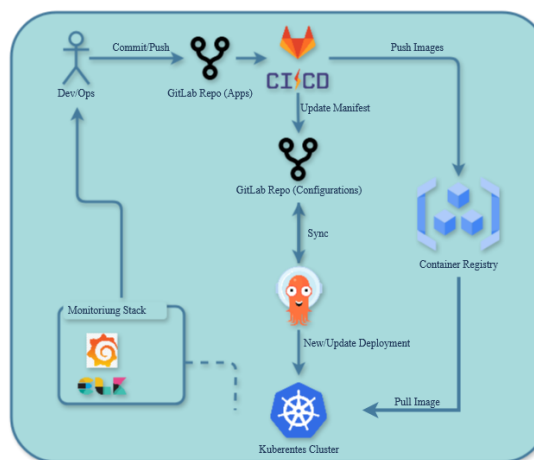 Commit/Push
Push Images
Dev/Ops
GitLab Repo (Apps)
CI CD
Update Manifest
GitLab Repo (Configurations)
Sync
Container Registry
Monitoriung Stack
New/Update Deployment
elk
Pull Image
Kuberentes Cluster